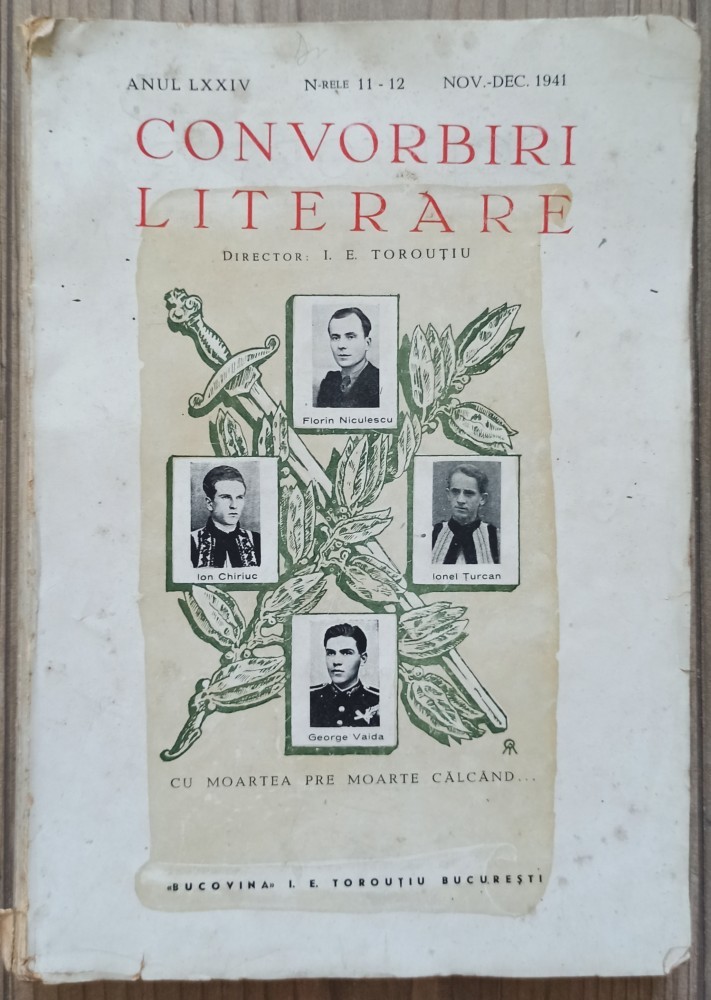 ANUL LXXIV N-RELE 11 - 12 NOV.-DEC. 1941
CONVORBIRI
LITERARE
DIRECTOR: I. E. TOROUȚIU
Florin Niculescu
Ion Chiriuc
Ionel Țurcan
George Vaida
CU MOARTEA PRE MOARTE CĂLCÂND...
«BUCOVINA» I. E. TOROUȚIU BUCUREȘTI